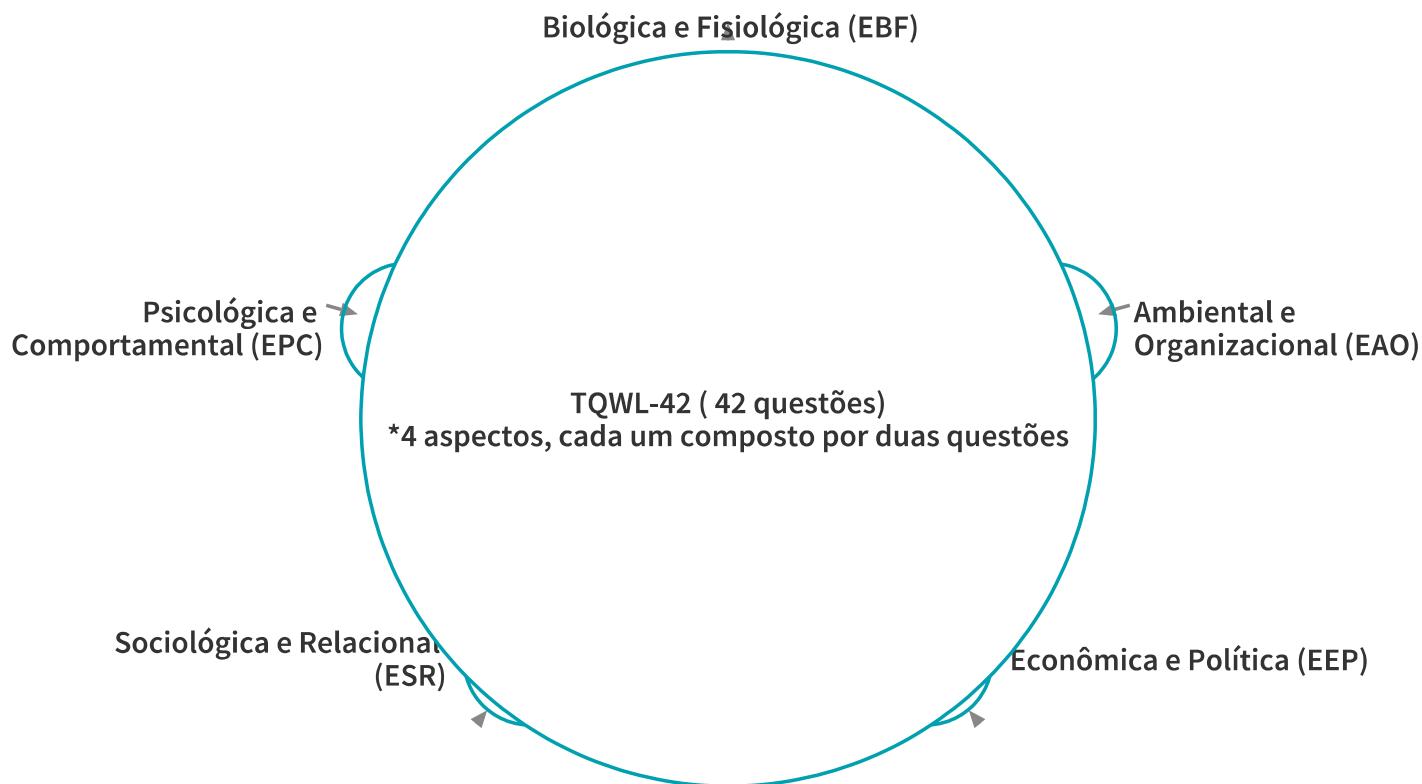 Biológica e Fisiológica (EBF)
Psicológica e
Comportamental (EPC)
Ambiental e
Organizacional (EAO)
TQWL-42 ( 42 questões)
*4 aspectos, cada um composto por duas questões
Sociológica e Relacional
(ESR)
Econômica e Política (EEP)